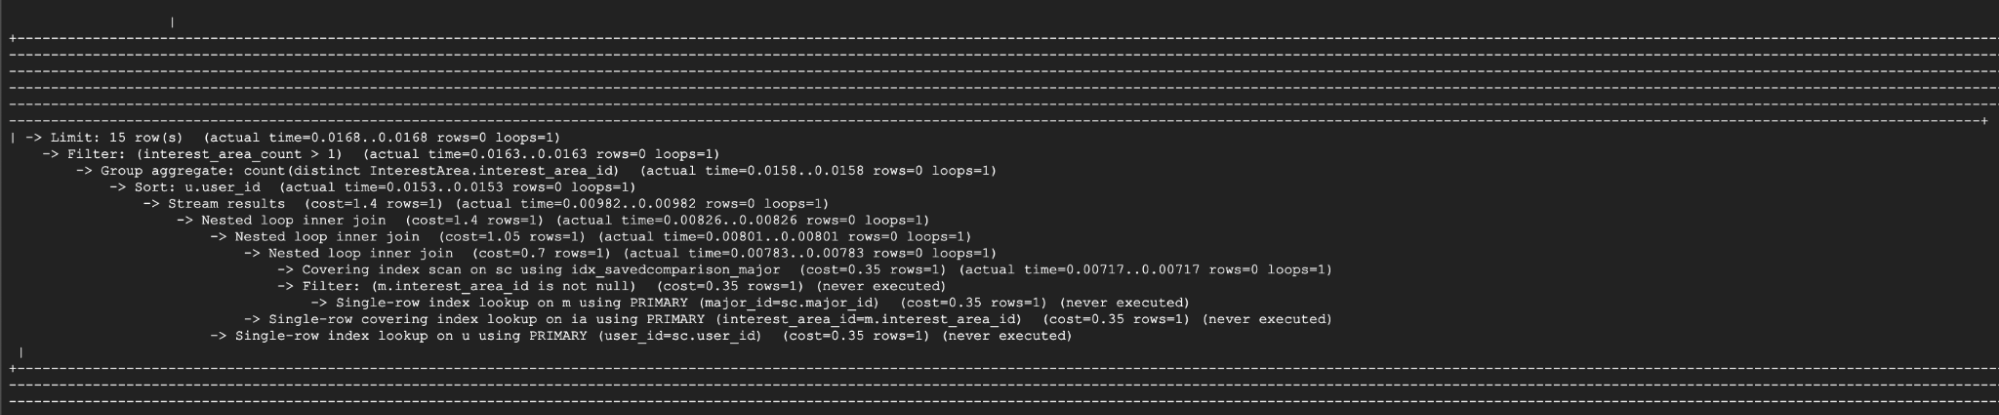 |
+----------------------------------------------------------------
----------------------------------------------------------------
----------------------------------------------------------------
----------------------------------------------------------------
----------------------------------------------------------------
----------------------------------------------------------------+
| -> Limit: 15 row(s)  (actual time=0.0168..0.0168 rows=0 loops=1)
    -> Filter: (interest_area_count > 1)  (actual time=0.0163..0.0163 rows=0 loops=1)
        -> Group aggregate: count(distinct InterestArea.interest_area_id)  (actual time=0.0158..0.0158 rows=0 loops=1)
            -> Sort: u.user_id  (actual time=0.0153..0.0153 rows=0 loops=1)
                -> Stream results  (cost=1.4 rows=1) (actual time=0.00982..0.00982 rows=0 loops=1)
                    -> Nested loop inner join  (cost=1.4 rows=1) (actual time=0.00826..0.00826 rows=0 loops=1)
                        -> Nested loop inner join  (cost=1.05 rows=1) (actual time=0.00801..0.00801 rows=0 loops=1)
                            -> Nested loop inner join  (cost=0.7 rows=1) (actual time=0.00783..0.00783 rows=0 loops=1)
                                -> Covering index scan on sc using idx_savedcomparison_major  (cost=0.35 rows=1) (actual time=0.00717..0.00717 rows=0 loops=1)
                                -> Filter: (m.interest_area_id is not null)  (cost=0.35 rows=1) (never executed)
                                    -> Single-row index lookup on m using PRIMARY (major_id=sc.major_id)  (cost=0.35 rows=1) (never executed)
                            -> Single-row covering index lookup on ia using PRIMARY (interest_area_id=m.interest_area_id)  (cost=0.35 rows=1) (never executed)
                        -> Single-row index lookup on u using PRIMARY (user_id=sc.user_id)  (cost=0.35 rows=1) (never executed)
|
+----------------------------------------------------------------
----------------------------------------------------------------
----------------------------------------------------------------